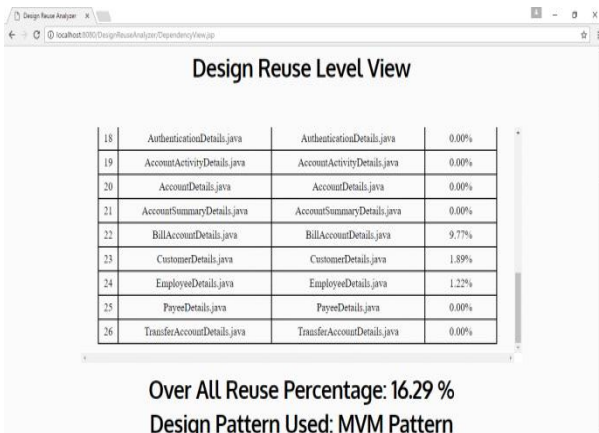 Design Reuse Analyzer
localhost:8080/DesignReuseAnalyzer/DependencyView.jsp
Design Reuse Level View
18 AuthenticationDetails.java AuthenticationDetails.java 0.00%
19 AccountActivityDetails.java AccountActivityDetails.java 0.00%
20 AccountDetails.java AccountDetails.java 0.00%
21 AccountSummaryDetails.java AccountSummaryDetails.java 0.00%
22 BillAccountDetails.java BillAccountDetails.java 9.77%
23 CustomerDetails.java CustomerDetails.java 1.89%
24 EmployeeDetails.java EmployeeDetails.java 1.22%
25 PayeeDetails.java PayeeDetails.java 0.00%
26 TransferAccountDetails.java TransferAccountDetails.java 0.00%
Over All Reuse Percentage: 16.29 %
Design Pattern Used: MVM Pattern